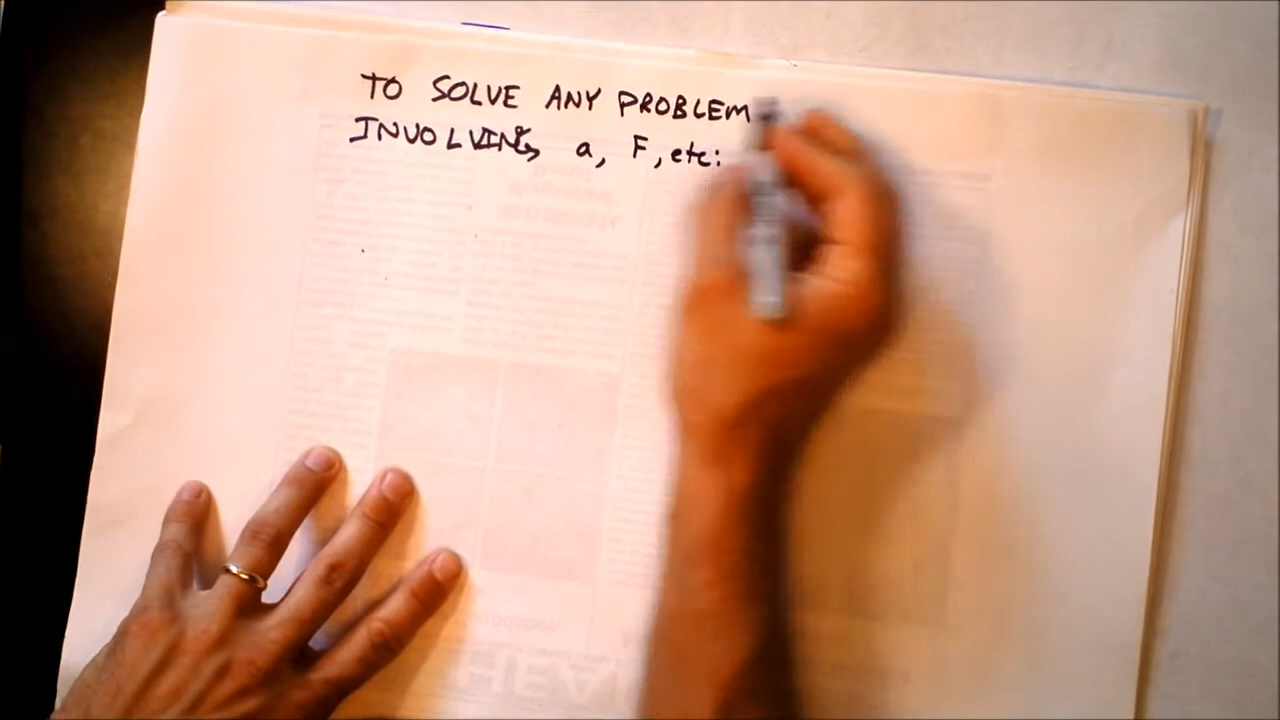 TO SOLVE ANY PROBLEM
INVOLVING a, F, etc: